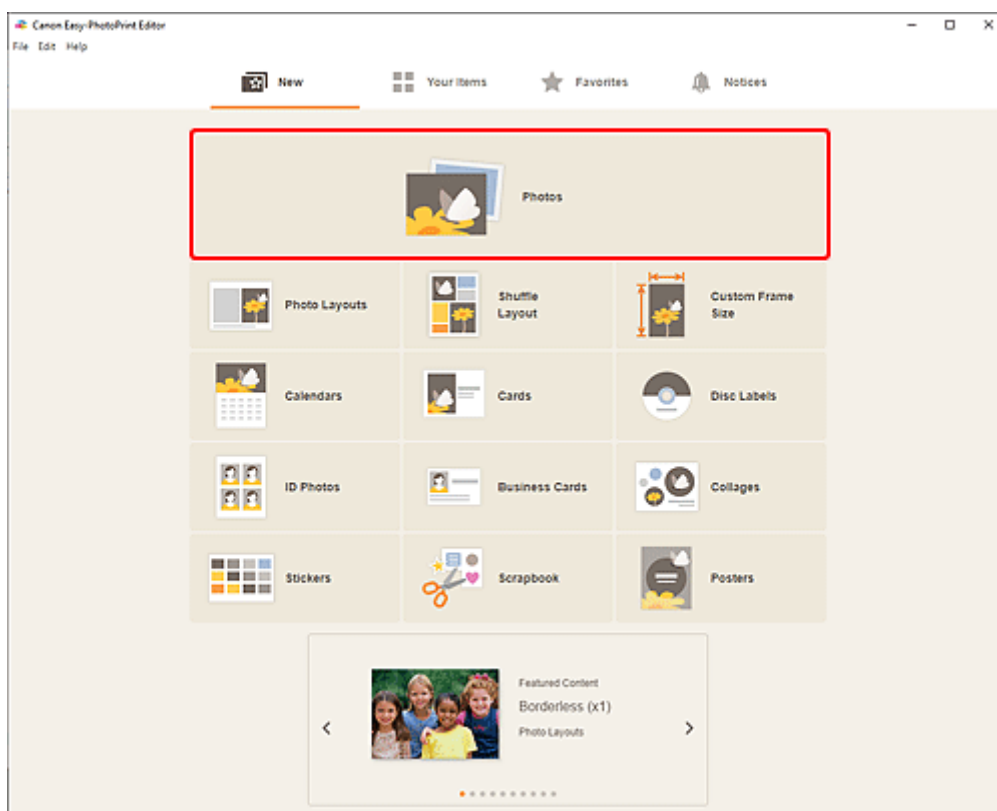 Canon Easy-PhotoPrint Editor
File Edit Help
New
Your Items
Favorites
Notices
Photos
Photo Layouts
Shuffle
Layout
Custom Frame
Size
Calendars
Cards
Disc Labels
ID Photos
Business Cards
Collages
Stickers
Scrapbook
Posters
Featured Content
Borderless (x1)
Photo Layouts